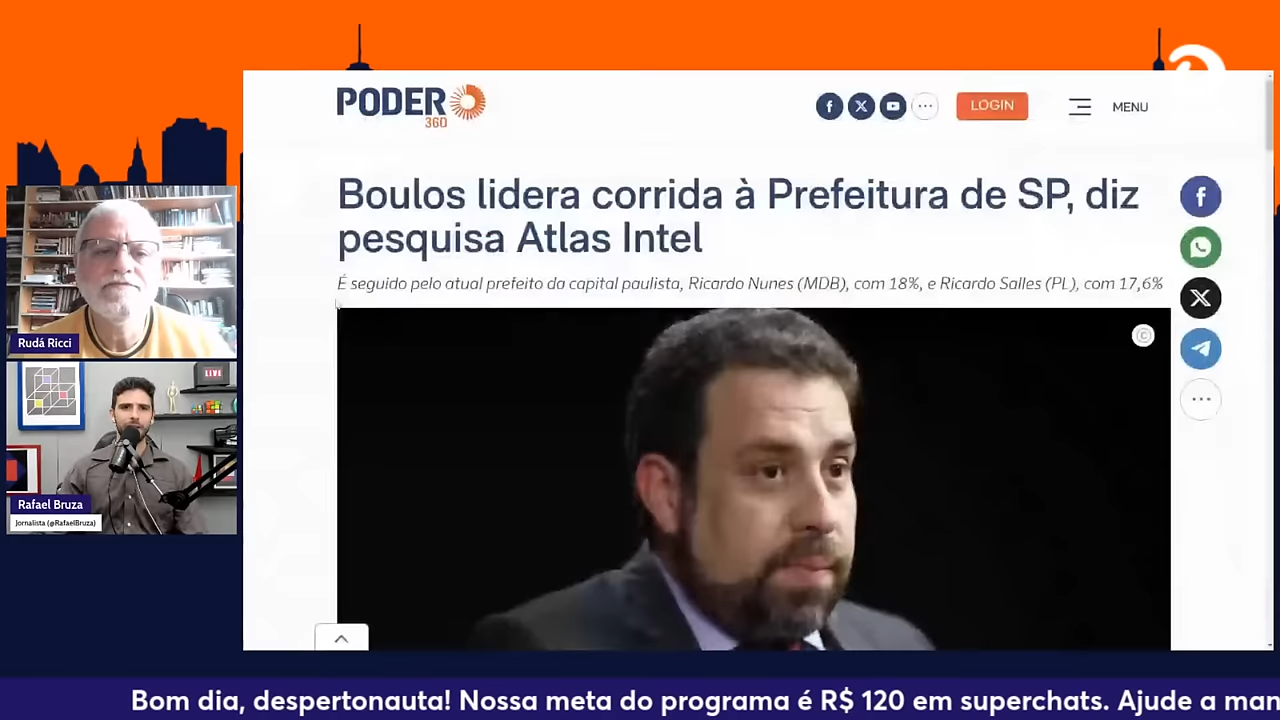 PODER
360
LOGIN
MENU
Boulos lidera corrida à Prefeitura de SP, diz
pesquisa Atlas Intel
É seguido pelo atual prefeito da capital paulista, Ricardo Nunes (MDB), com 18%, e Ricardo Salles (PL), com 17,6%
Rudá Ricci
LIVE
Rafael Bruza
Jornalista (@RafaelBruza)
Bom dia, despertonauta! Nossa meta do programa é R$ 120 em superchats. Ajude a man